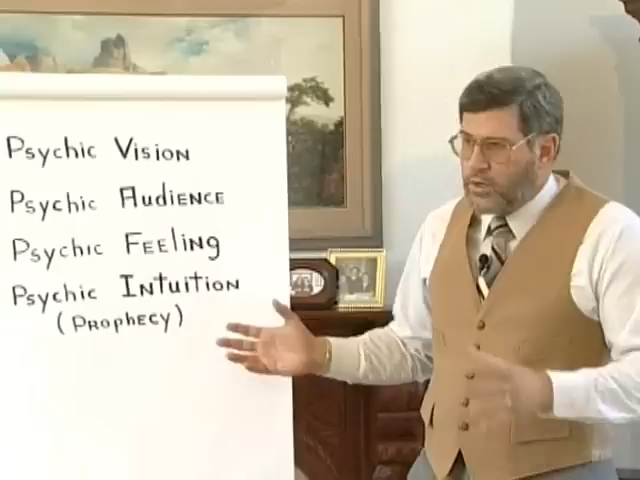 Psychic Vision
Psychic Audience
Psychic Feeling
Psychic Intuition
(Prophecy)